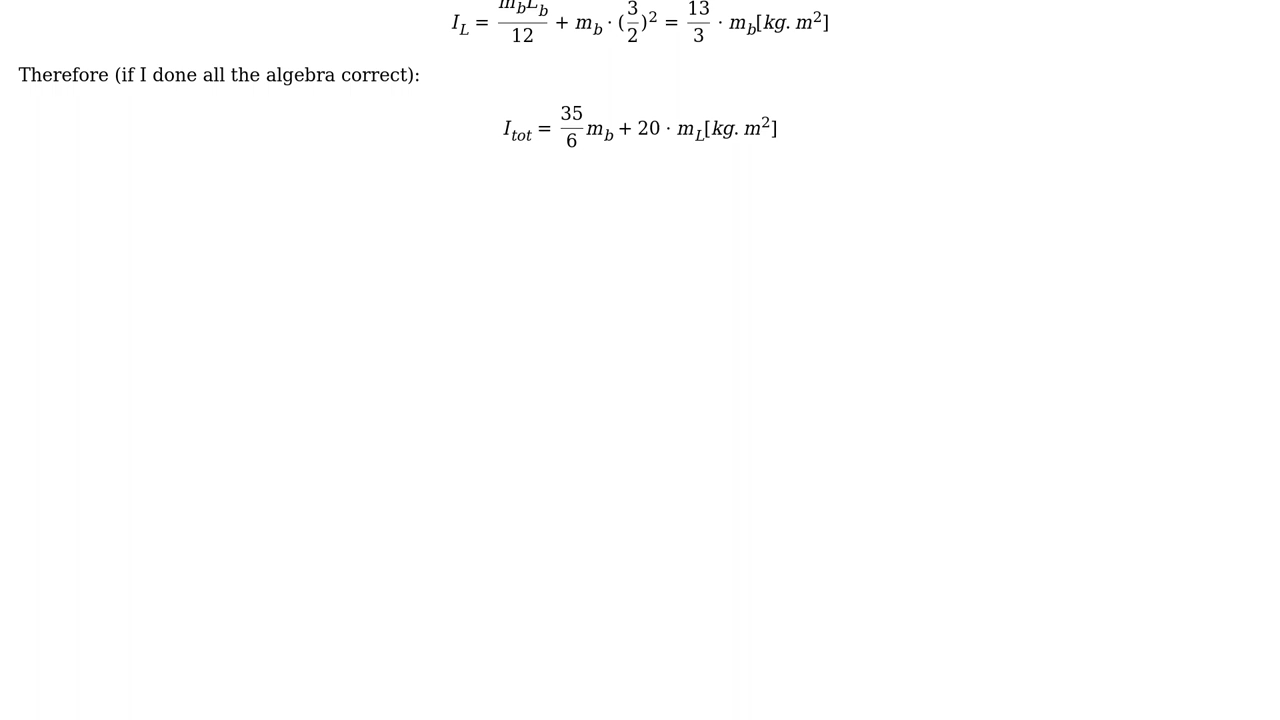 I_L = m_b L_b / 12 + m_b · (3/2)^2 = 13/3 · m_b[kg. m^2]
Therefore (if I done all the algebra correct):
I_tot = 35/6 m_b + 20 · m_L[kg. m^2]